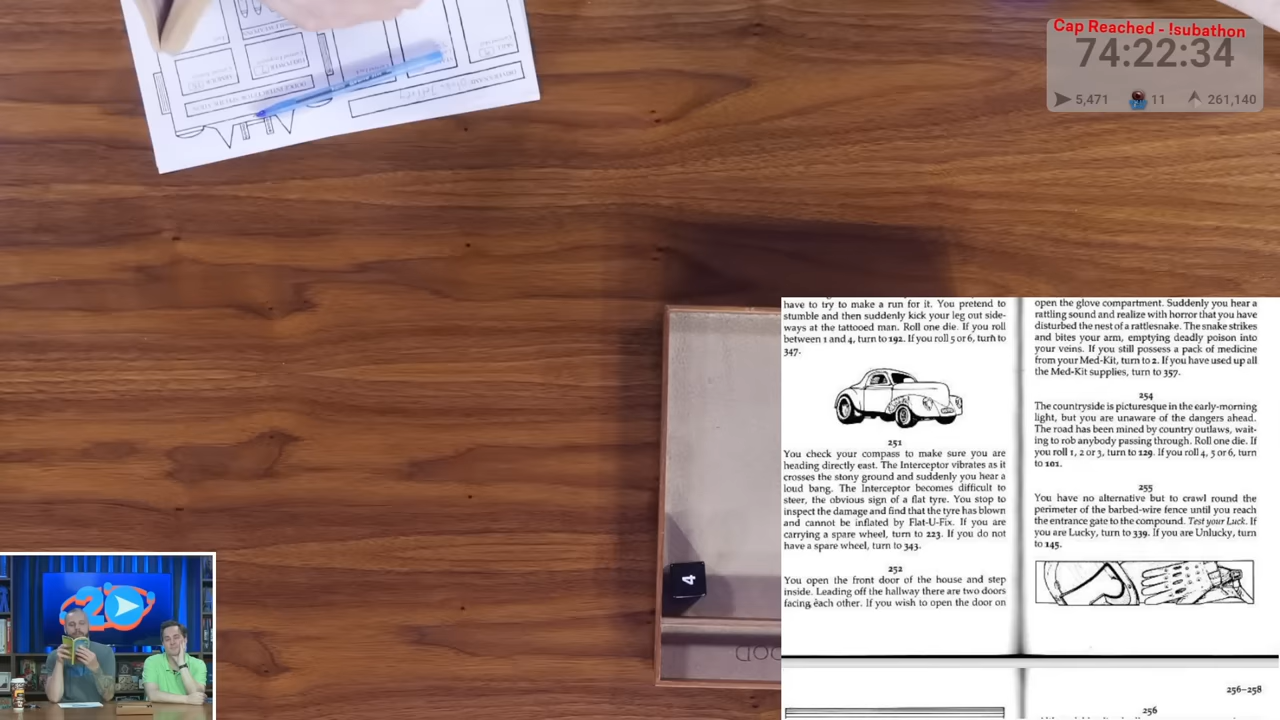 Cap Reached - !subathon
74:22:34
5,471
11
261,140
have to try to make a run for it. You pretend to
stumble and then suddenly kick your leg out side-
ways at the tattooed man. Roll one die. If you roll
between 1 and 4, turn to 192. If you roll 5 or 6, turn to
347.
251
You check your compass to make sure you are
heading directly east. The Interceptor vibrates as it
crosses the stony ground and suddenly you hear a
loud bang. The Interceptor becomes difficult to
steer, the obvious sign of a flat tyre. You stop to
inspect the damage and find that the tyre has blown
and cannot be inflated by Flat-U-Fix. If you are
carrying a spare wheel, turn to 223. If you do not
have a spare wheel, turn to 343.
252
You open the front door of the house and step
inside. Leading off the hallway there are two doors
facing each other. If you wish to open the door on
open the glove compartment. Suddenly you hear a
rattling sound and realize with horror that you have
disturbed the nest of a rattlesnake. The snake strikes
and bites your arm, emptying deadly poison into
your veins. If you still possess a pack of medicine
from your Med-Kit, turn to 2. If you have used up all
the Med-Kit supplies, turn to 357.
254
The countryside is picturesque in the early-morning
light, but you are unaware of the dangers ahead.
The road has been mined by country outlaws, wait-
ing to rob anybody passing through. Roll one die. If
you roll 1, 2 or 3, turn to 129. If you roll 4, 5 or 6, turn
to 101.
255
You have no alternative but to crawl round the
perimeter of the barbed-wire fence until you reach
the entrance gate to the compound. Test your Luck. If
you are Lucky, turn to 339. If you are Unlucky, turn
to 145.
256–258
256
4